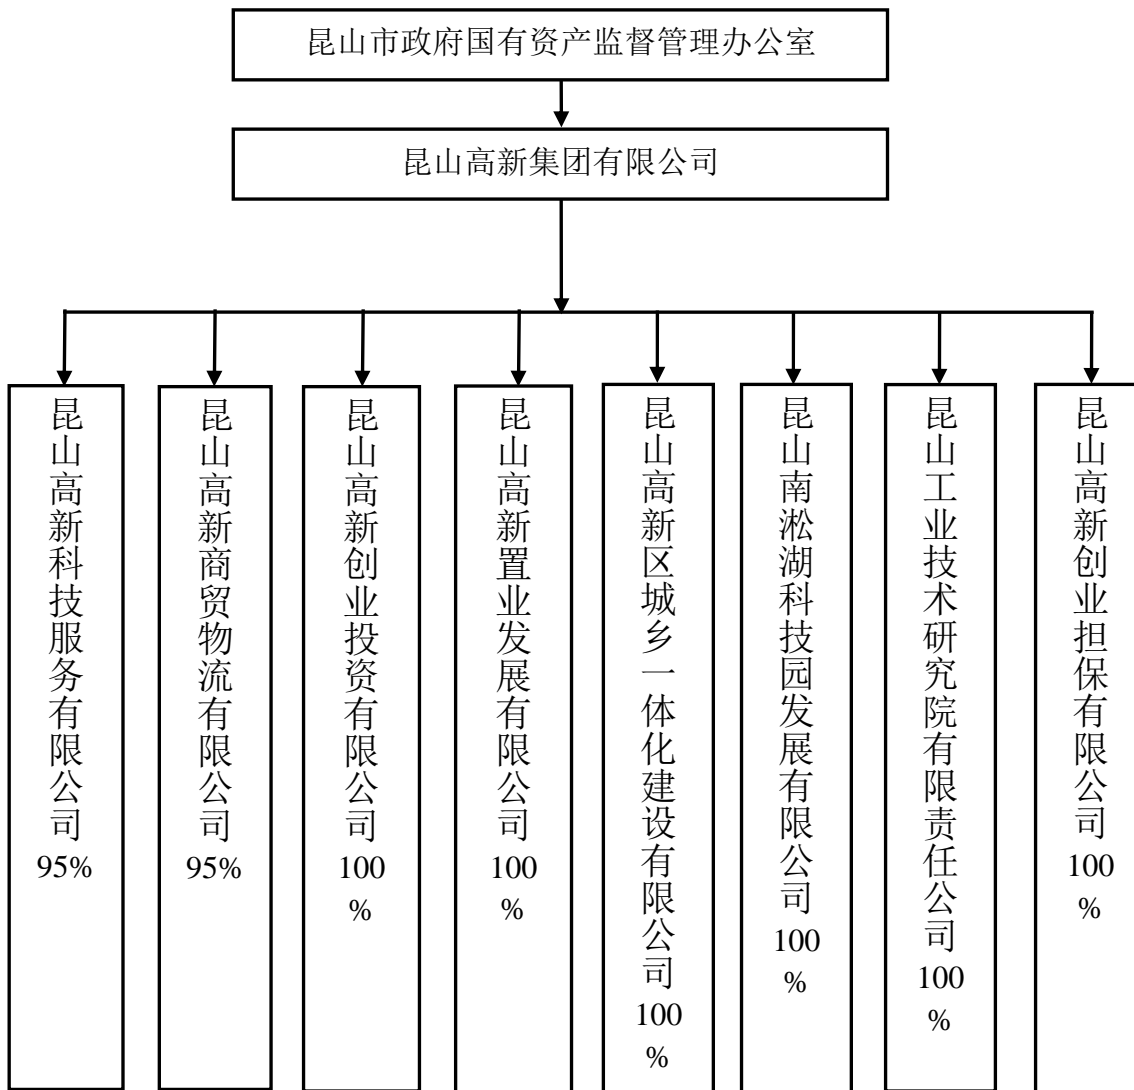 昆山市政府国有资产监督管理办公室
昆山高新集团有限公司
昆山高新科技服务有限公司
95%
昆山高新商贸物流有限公司
95%
昆山高新创业投资有限公司
100
%
昆山高新置业发展有限公司
100
%
昆山高新区城乡一体化建设有限公司
100
%
昆山南淞湖科技园发展有限公司
100
%
昆山工业技术研究院有限责任公司
100
%
昆山高新创业担保有限公司
100
%